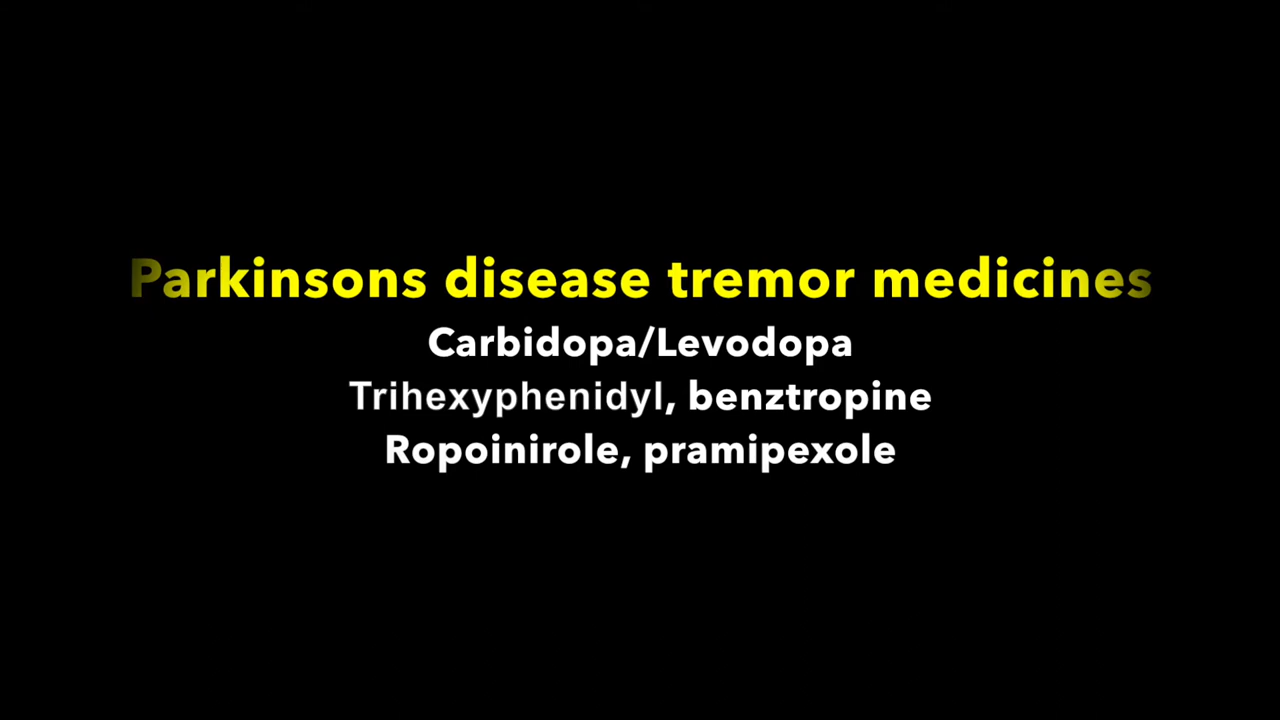 Parkinsons disease tremor medicines
Carbidopa/Levodopa
Trihexyphenidyl, benztropine
Ropoinirole, pramipexole